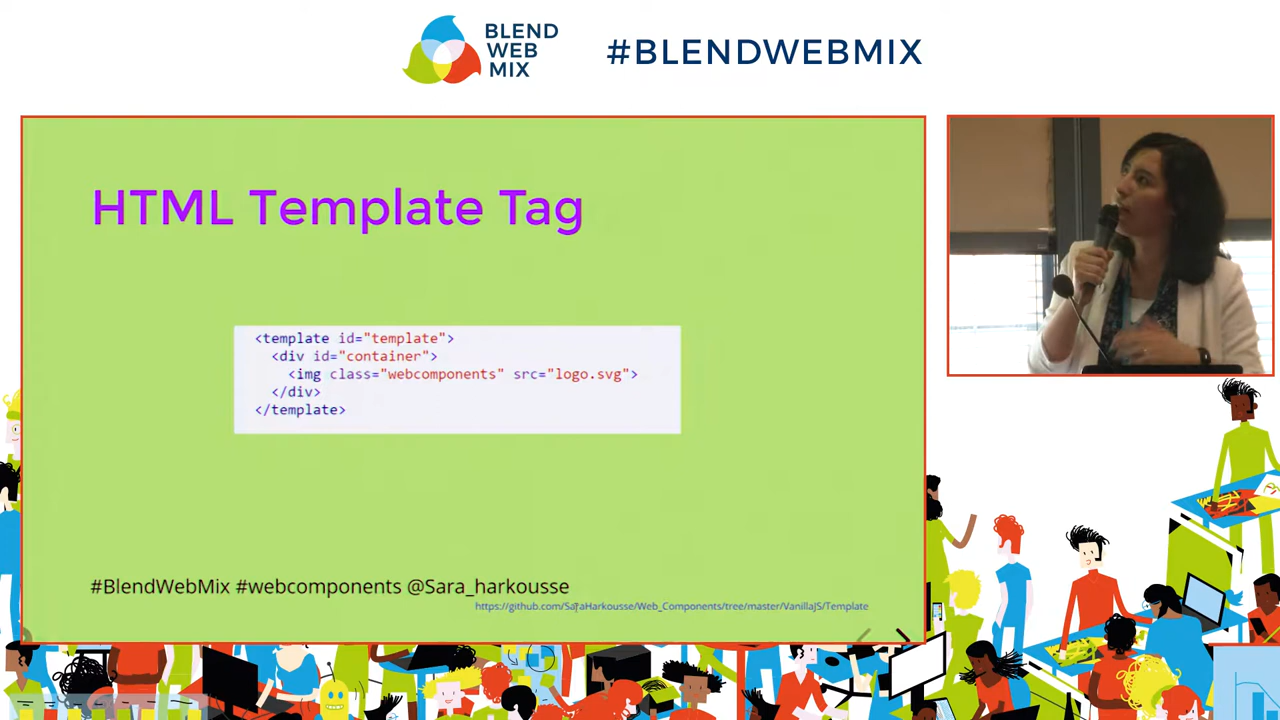 BLEND
WEB
MIX
#BLENDWEBMIX
HTML Template Tag
<template id="template">
<div id="container">
<img class="webcomponents" src="logo.svg">
</div>
</template>
#BlendWebMix #webcomponents @Sara_harkousse
https://github.com/SaraHarkousse/Web_Components/tree/master/VanillaJS/Template